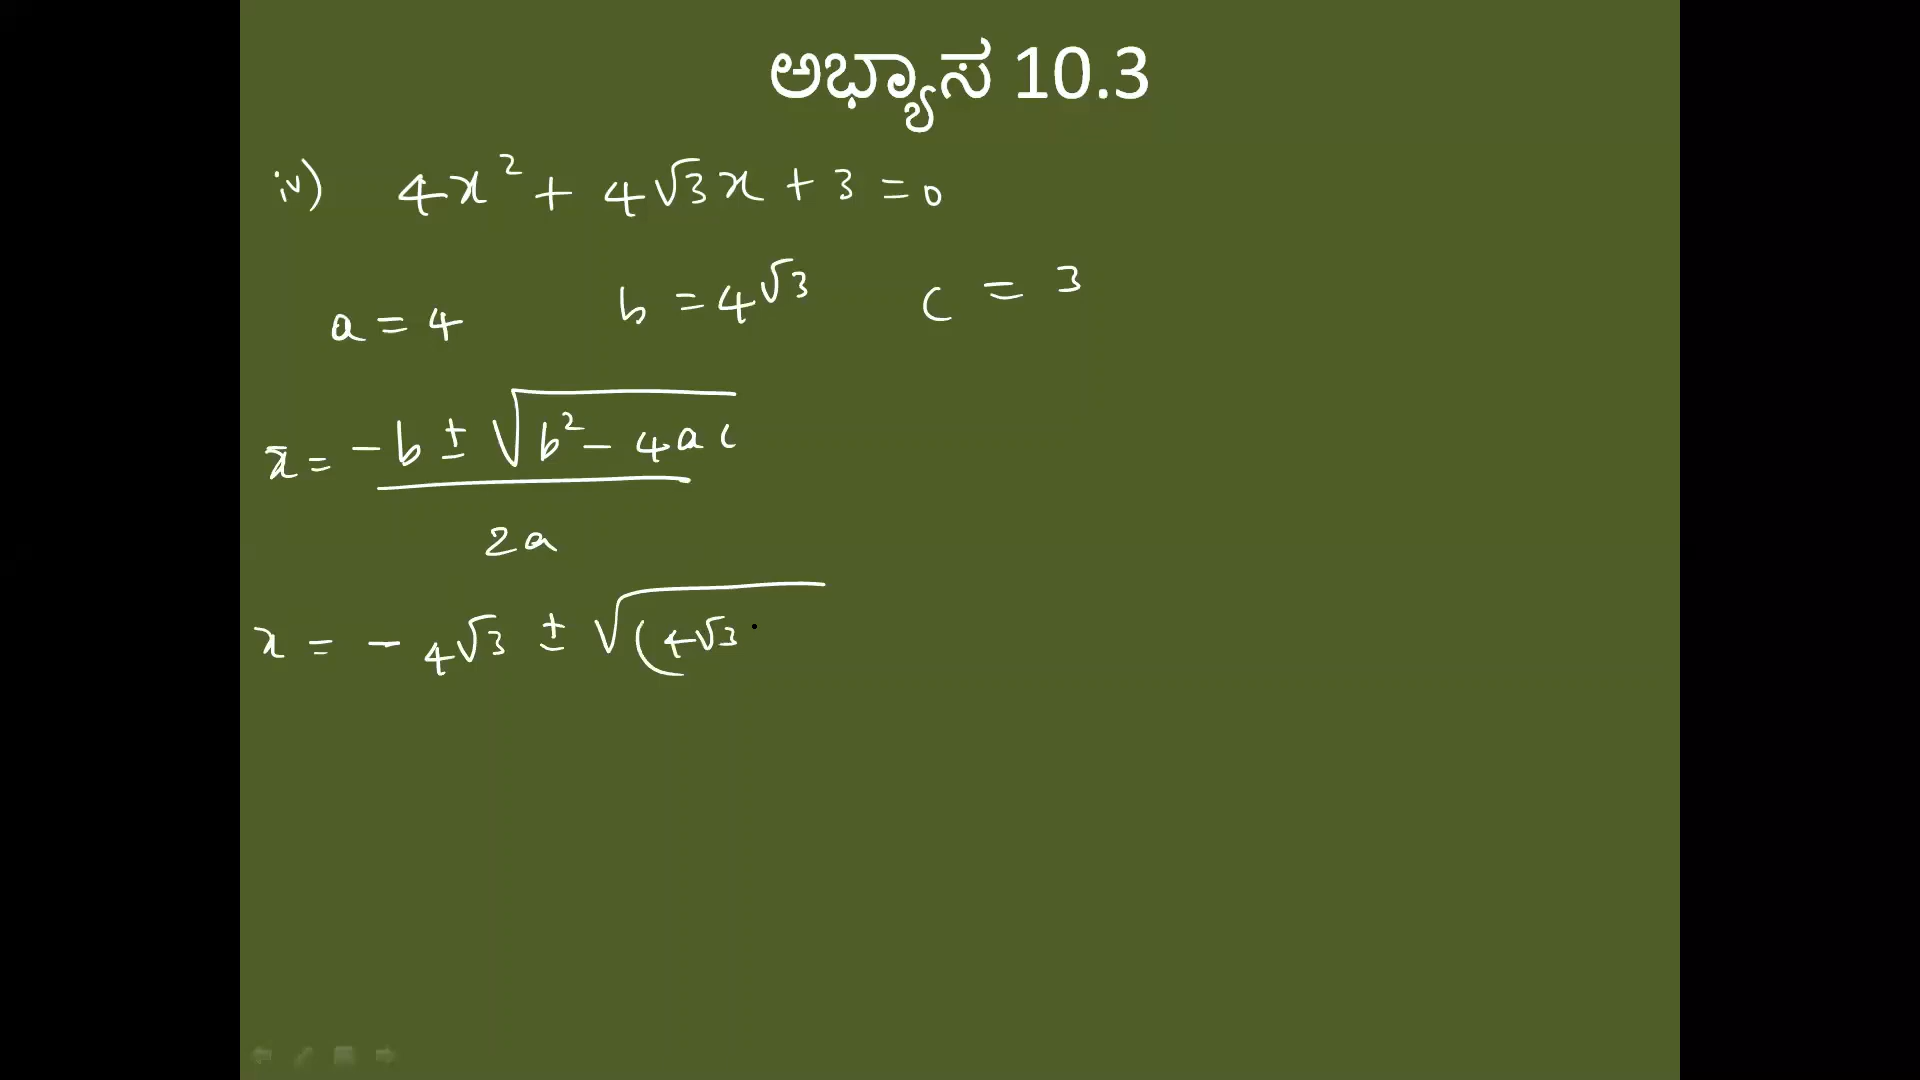 ಅಭ್ಯಾಸ 10.3
iv) 4x² + 4√3x + 3 = 0
a = 4 b = 4√3 c = 3
x = -b ± √b² - 4ac
2a
x = - 4√3 ± √(4√3